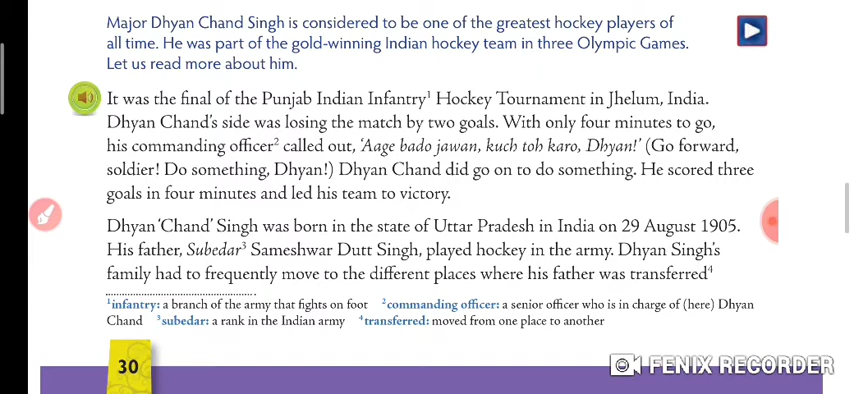 Major Dhyan Chand Singh is considered to be one of the greatest hockey players of
all time. He was part of the gold-winning Indian hockey team in three Olympic Games.
Let us read more about him.
It was the final of the Punjab Indian Infantry¹ Hockey Tournament in Jhelum, India.
Dhyan Chand's side was losing the match by two goals. With only four minutes to go,
his commanding officer² called out, 'Aage bado jawan, kuch toh karo, Dhyan!' (Go forward,
soldier! Do something, Dhyan!) Dhyan Chand did go on to do something. He scored three
goals in four minutes and led his team to victory.
Dhyan 'Chand' Singh was born in the state of Uttar Pradesh in India on 29 August 1905.
His father, Subedar³ Sameshwar Dutt Singh, played hockey in the army. Dhyan Singh's
family had to frequently move to the different places where his father was transferred⁴
¹infantry: a branch of the army that fights on foot ²commanding officer: a senior officer who is in charge of (here) Dhyan
Chand ³subedar: a rank in the Indian army ⁴transferred: moved from one place to another
30
FENIX RECORDER